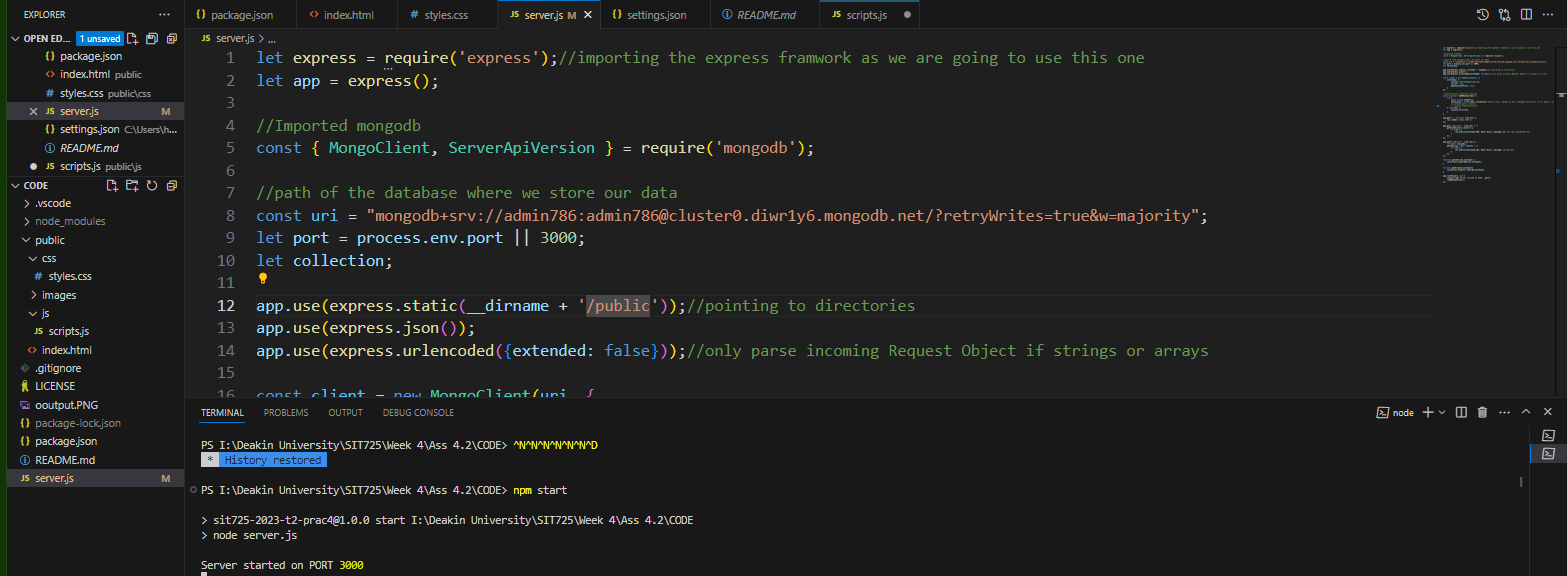 EXPLORER ...
{} package.json <> index.html # styles.css JS server.js M × {} settings.json ⓘ README.md JS scripts.js ●
OPEN ED... 1 unsaved
{} package.json
<> index.html public
# styles.css public\css
× JS server.js M
{} settings.json C:\Users\h...
ⓘ README.md
● JS scripts.js public\js
CODE
> .vscode
> node_modules
public
css
# styles.css
> images
js
JS scripts.js
<> index.html
.gitignore
LICENSE
ooutput.PNG
{} package-lock.json
{} package.json
ⓘ README.md
JS server.js M
JS server.js > ...
1 let express = require('express');//importing the express framwork as we are going to use this one
2 let app = express();
3
4 //Imported mongodb
5 const { MongoClient, ServerApiVersion } = require('mongodb');
6
7 //path of the database where we store our data
8 const uri = "mongodb+srv://admin786:admin786@cluster0.diwr1y6.mongodb.net/?retryWrites=true&w=majority";
9 let port = process.env.port || 3000;
10 let collection;
11
12 app.use(express.static(__dirname + '/public'));//pointing to directories
13 app.use(express.json());
14 app.use(express.urlencoded({extended: false}));//only parse incoming Request Object if strings or arrays
15
16 const client = new MongoClient(uri, {
TERMINAL PROBLEMS OUTPUT DEBUG CONSOLE node
PS I:\Deakin University\SIT725\Week 4\Ass 4.2\CODE> ^N^N^N^N^N^N^D
* History restored
PS I:\Deakin University\SIT725\Week 4\Ass 4.2\CODE> npm start
> sit725-2023-t2-prac4@1.0.0 start I:\Deakin University\SIT725\Week 4\Ass 4.2\CODE
> node server.js
Server started on PORT 3000